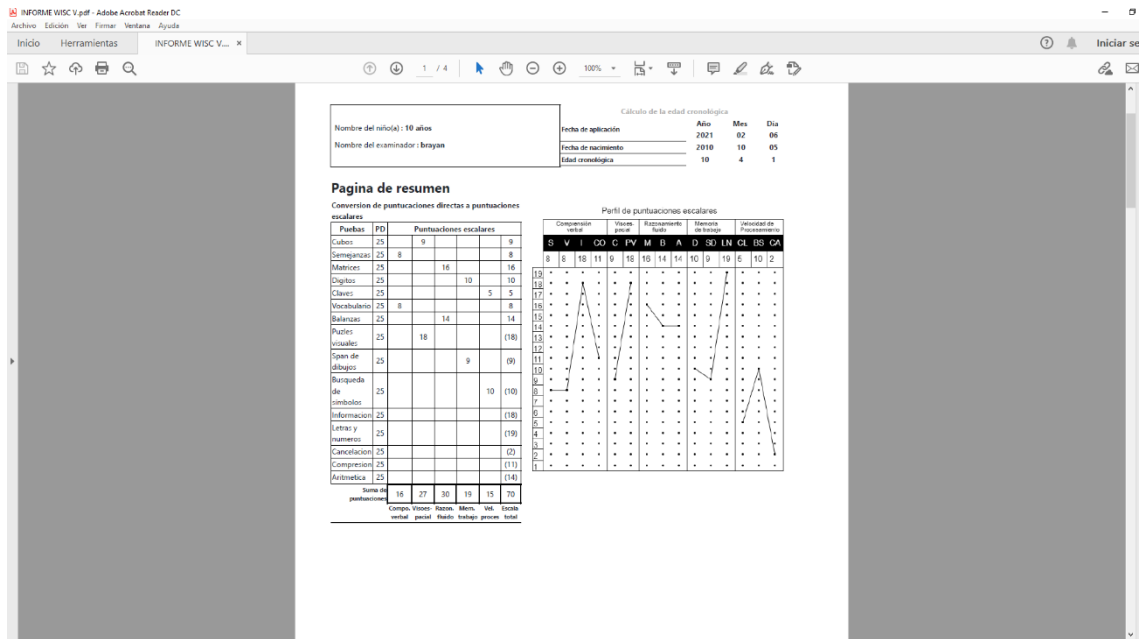 INFORME WISC V.pdf - Adobe Acrobat Reader DC
Archivo Edición Ver Firmar Ventana Ayuda
Inicio Herramientas INFORME WISC V.... × Iniciar se
1 / 4 100%
Cálculo de la edad cronológica
Año Mes Día
Nombre del niño(a) : 10 años
Fecha de aplicación 2021 02 06
Nombre del examinador : brayan
Fecha de nacimiento 2010 10 05
Edad cronológica 10 4 1
Pagina de resumen
Conversion de puntucaciones directas a puntuaciones
escalares
Puebas PD Puntuaciones escalares
Cubos 25 9 9
Semejanzas 25 8 8
Matrices 25 16 16
Digitos 25 10 10
Claves 25 5 5
Vocabulario 25 8 8
Balanzas 25 14 14
Puzles
visuales 25 18 (18)
Span de
dibujos 25 9 (9)
Busqueda
de
simbolos 25 10 (10)
Informacion 25 (18)
Letras y
numeros 25 (19)
Cancelacion 25 (2)
Compresion 25 (11)
Aritmetica 25 (14)
Suma de
puntuaciones 16 27 30 19 15 70
Compo. Visoes- Razon. Mem. Vel. Escala
verbal pacial fluido trabajo proces total
Perfil de puntuaciones escalares
Comprensión
verbal
Visoes-
pacial
Razonamiento
fluido
Memoria
de trabajo
Velocidad de
Procesamiento
S V I CO C PV M B A D SD LN CL BS CA
8 8 18 11 9 18 16 14 14 10 9 19 5 10 2
19
18
17
16
15
14
13
12
11
10
9
8
7
6
5
4
3
2
1